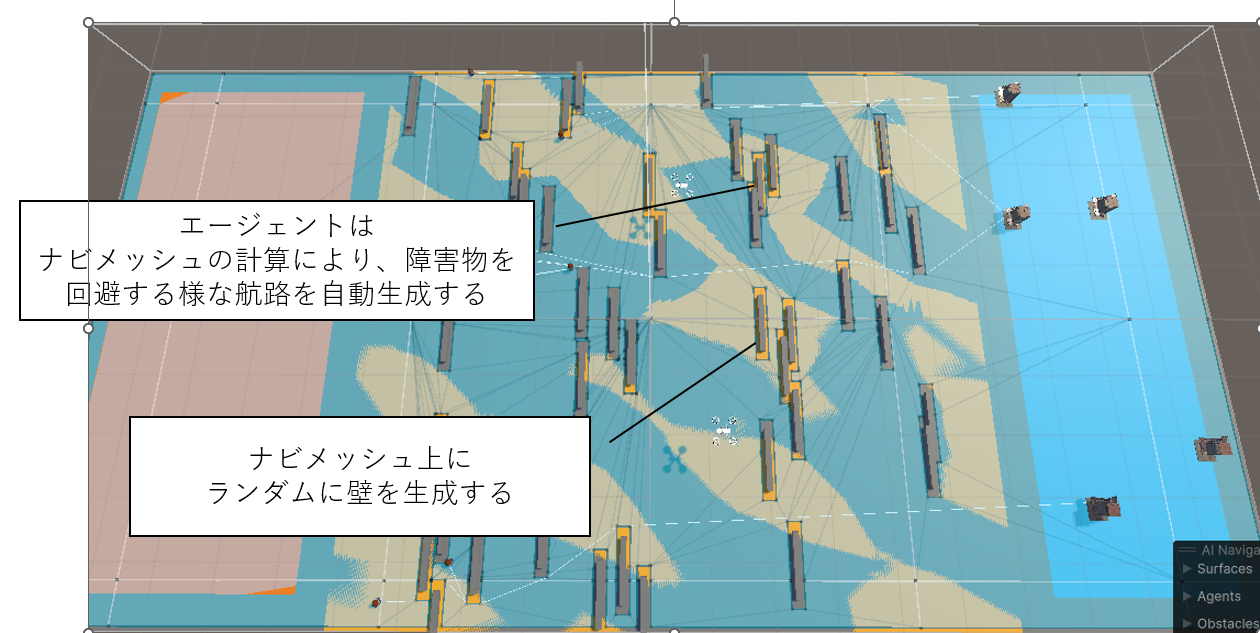 エージェントは
ナビメッシュの計算により、障害物を
回避する様な航路を自動生成する
ナビメッシュ上に
ランダムに壁を生成する
AI Naviga
Surfaces
Agents
Obstacles